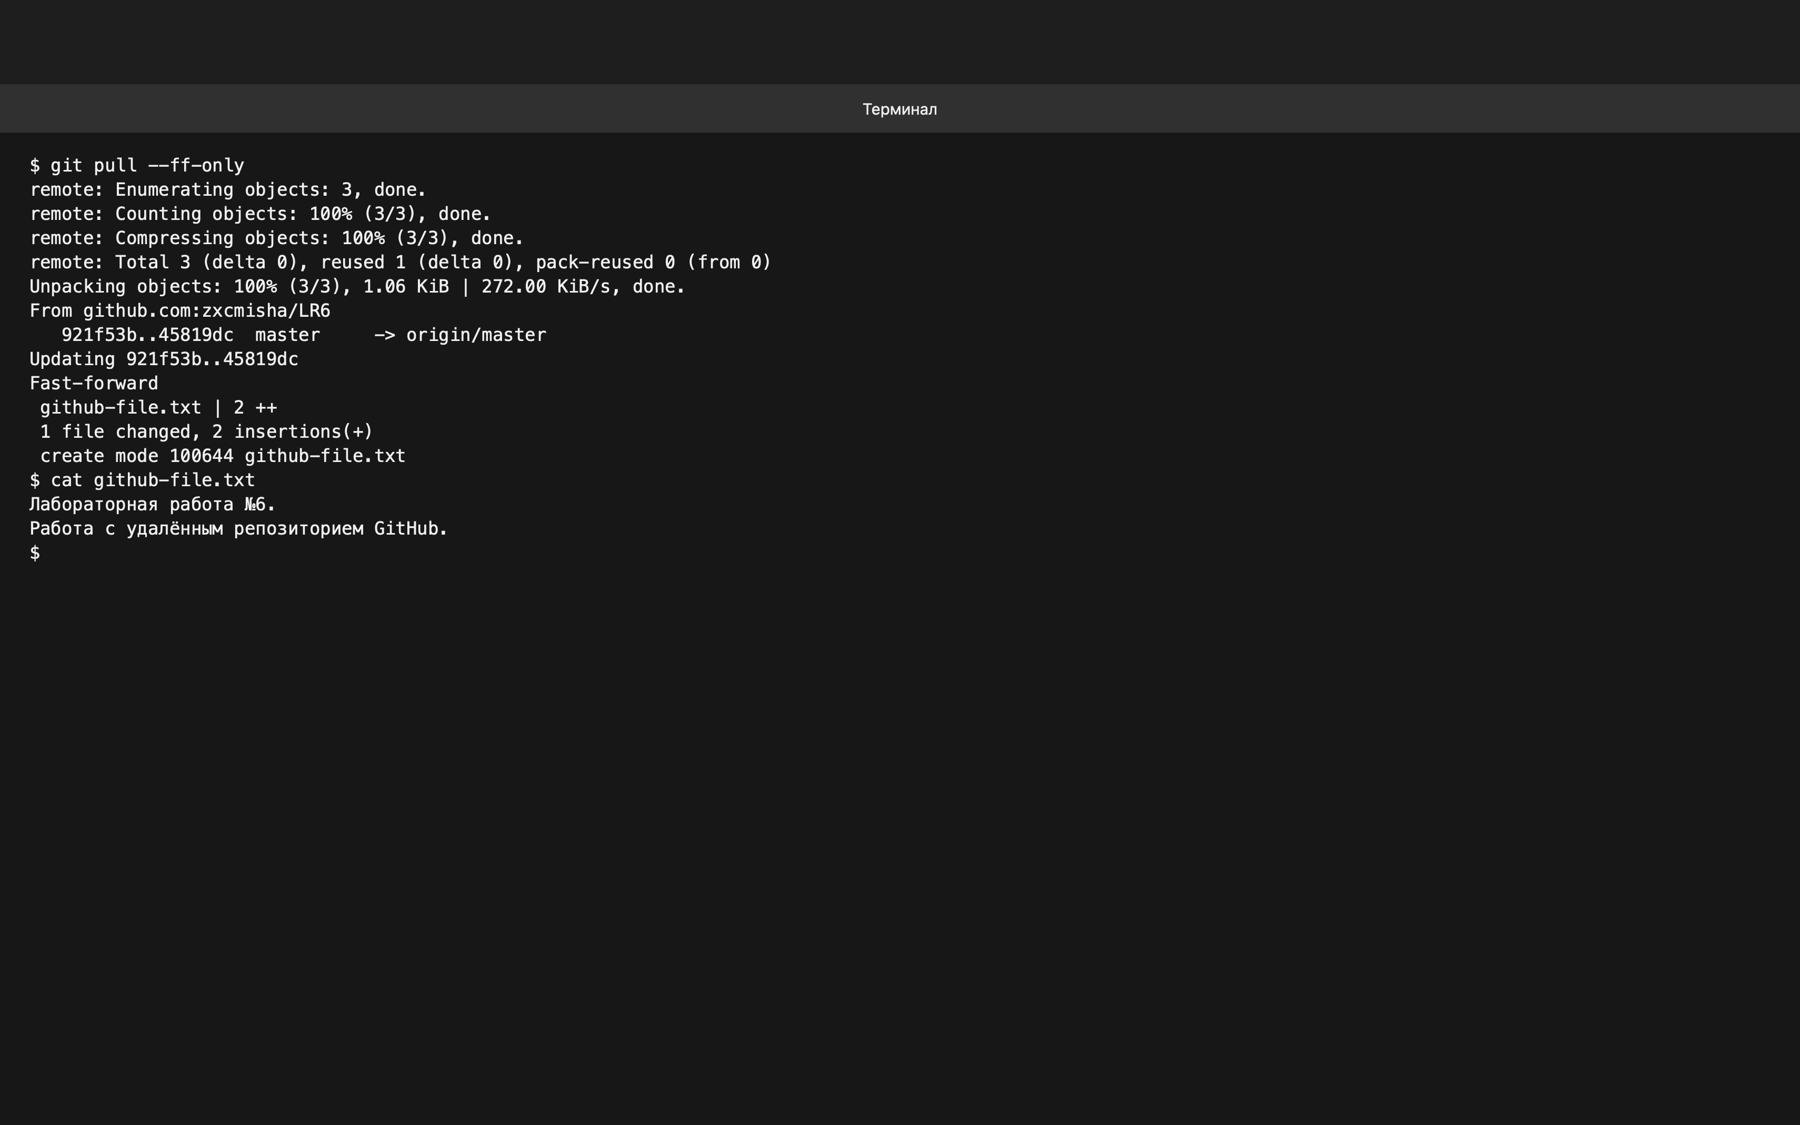 Терминал
$ git pull --ff-only
remote: Enumerating objects: 3, done.
remote: Counting objects: 100% (3/3), done.
remote: Compressing objects: 100% (3/3), done.
remote: Total 3 (delta 0), reused 1 (delta 0), pack-reused 0 (from 0)
Unpacking objects: 100% (3/3), 1.06 KiB | 272.00 KiB/s, done.
From github.com:zxcmisha/LR6
   921f53b..45819dc  master     -> origin/master
Updating 921f53b..45819dc
Fast-forward
 github-file.txt | 2 ++
 1 file changed, 2 insertions(+)
 create mode 100644 github-file.txt
$ cat github-file.txt
Лабораторная работа №6.
Работа с удалённым репозиторием GitHub.
$